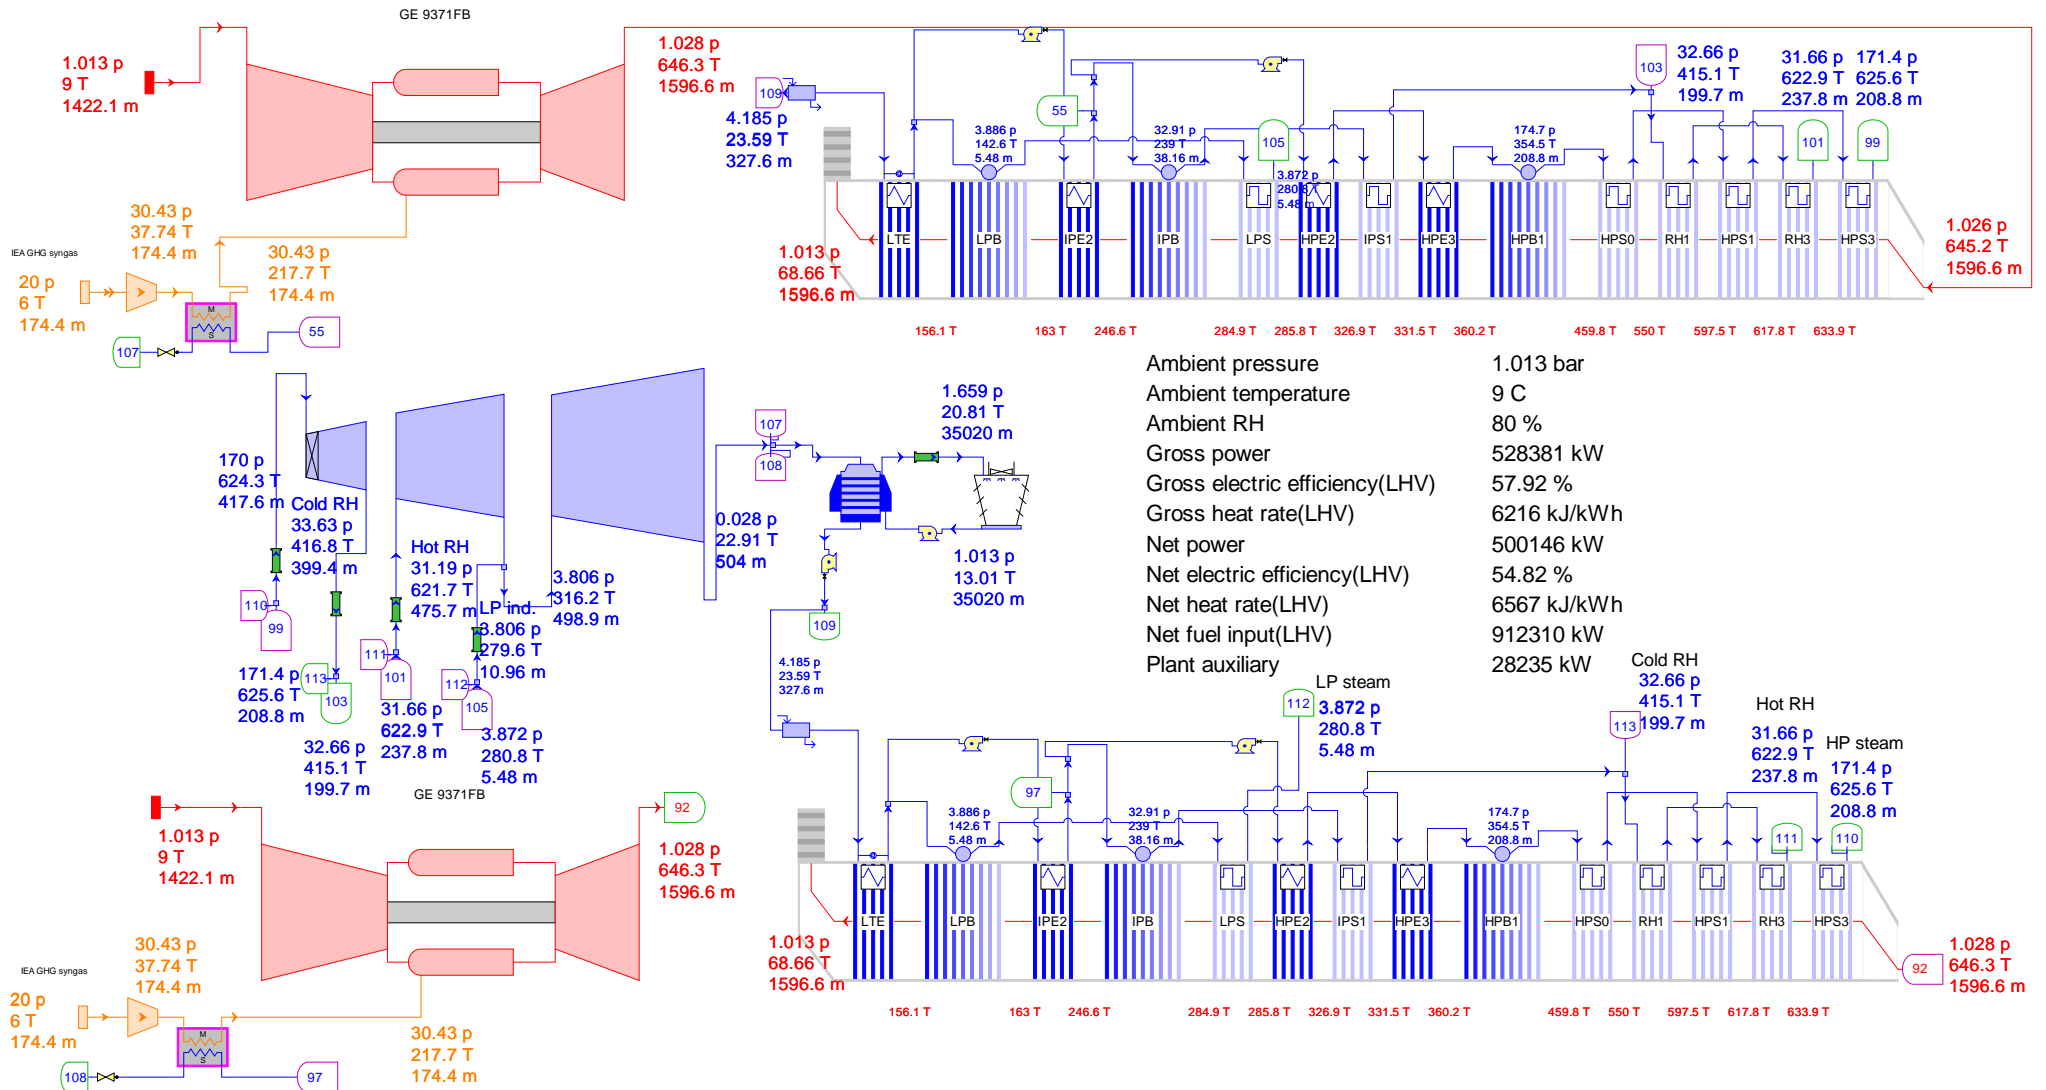 GE 9371FB
1.013 p
9 T
1422.1 m
1.028 p
646.3 T
1596.6 m
30.43 p
37.74 T
174.4 m
IEA GHG syngas
20 p
6 T
174.4 m
30.43 p
217.7 T
174.4 m
M
S
107
55
109
4.185 p
23.59 T
327.6 m
3.886 p
142.6 T
5.48 m
55
32.91 p
239 T
38.16 m
105
3.872 p
280.8 T
5.48 m
174.7 p
354.5 T
208.8 m
103
32.66 p
415.1 T
199.7 m
31.66 p
622.9 T
237.8 m
171.4 p
625.6 T
208.8 m
101
99
LTE
LPB
IPE2
IPB
LPS
HPE2
IPS1
HPE3
HPB1
HPS0
RH1
HPS1
RH3
HPS3
1.013 p
68.66 T
1596.6 m
1.026 p
645.2 T
1596.6 m
156.1 T
163 T
246.6 T
284.9 T
285.8 T
326.9 T
331.5 T
360.2 T
459.8 T
550 T
597.5 T
617.8 T
633.9 T
Ambient pressure 1.013 bar
Ambient temperature 9 C
Ambient RH 80 %
Gross power 528381 kW
Gross electric efficiency(LHV) 57.92 %
Gross heat rate(LHV) 6216 kJ/kWh
Net power 500146 kW
Net electric efficiency(LHV) 54.82 %
Net heat rate(LHV) 6567 kJ/kWh
Net fuel input(LHV) 912310 kW
Plant auxiliary 28235 kW
170 p
624.3 T
417.6 m
Cold RH
33.63 p
416.8 T
399.4 m
Hot RH
31.19 p
621.7 T
475.7 m
LP ind.
3.806 p
279.6 T
10.96 m
3.806 p
316.2 T
498.9 m
0.028 p
22.91 T
504 m
107
108
1.659 p
20.81 T
35020 m
1.013 p
13.01 T
35020 m
109
110
99
113
103
111
101
112
105
171.4 p
625.6 T
208.8 m
32.66 p
415.1 T
199.7 m
31.66 p
622.9 T
237.8 m
3.872 p
280.8 T
5.48 m
GE 9371FB
1.013 p
9 T
1422.1 m
92
1.028 p
646.3 T
1596.6 m
30.43 p
37.74 T
174.4 m
IEA GHG syngas
20 p
6 T
174.4 m
30.43 p
217.7 T
174.4 m
M
S
108
97
4.185 p
23.59 T
327.6 m
LP steam
112
3.872 p
280.8 T
5.48 m
Cold RH
32.66 p
415.1 T
199.7 m
113
Hot RH
31.66 p
622.9 T
237.8 m
HP steam
171.4 p
625.6 T
208.8 m
97
3.886 p
142.6 T
5.48 m
32.91 p
239 T
38.16 m
174.7 p
354.5 T
208.8 m
111
110
LTE
LPB
IPE2
IPB
LPS
HPE2
IPS1
HPE3
HPB1
HPS0
RH1
HPS1
RH3
HPS3
1.013 p
68.66 T
1596.6 m
92
1.028 p
646.3 T
1596.6 m
156.1 T
163 T
246.6 T
284.9 T
285.8 T
326.9 T
331.5 T
360.2 T
459.8 T
550 T
597.5 T
617.8 T
633.9 T